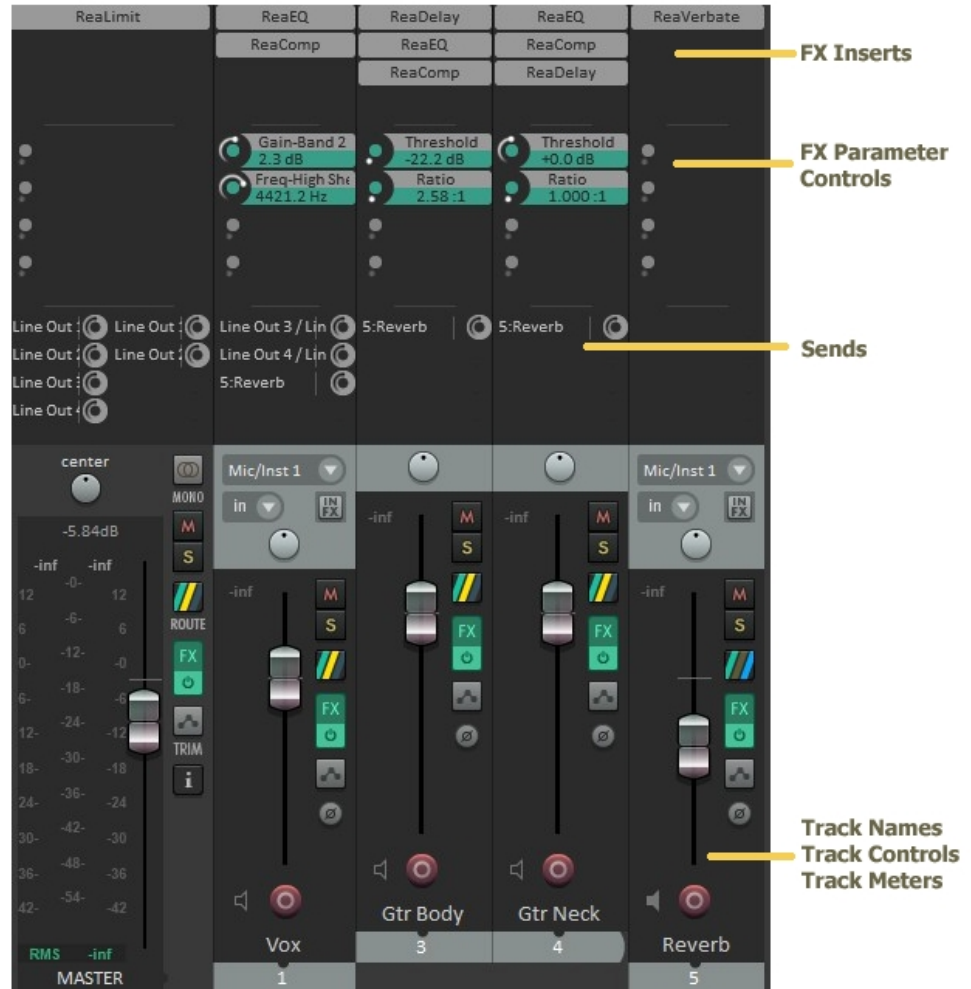 ReaLimit
ReaEQ
ReaDelay
ReaEQ
ReaVerbate
ReaComp
ReaEQ
ReaComp
ReaComp
ReaDelay
FX Inserts
Gain-Band 2
2.3 dB
Threshold
-22.2 dB
Threshold
+0.0 dB
FX Parameter
Controls
Freq-High She
4421.2 Hz
Ratio
2.58 :1
Ratio
1.000 :1
Line Out
Line Out
Line Out 3 / Lin
5:Reverb
5:Reverb
Line Out
Line Out
Line Out 4 / Lin
Sends
Line Out
5:Reverb
Line Out
center
MONO
-5.84dB
-inf -inf
-0-
12 12
-6-
6 6
-12-
0- -0
-18-
6- -6
-24-
12- -12
-30-
18- -18
-36-
24- -24
-42-
30- -30
-48-
36- -36
-54-
42- -42
RMS -inf
MASTER
M
S
ROUTE
FX
TRIM
i
Mic/Inst 1
in
IN
FX
-inf
M
S
FX
ø
Vox
1
-inf
M
S
FX
ø
Gtr Body
3
-inf
M
S
FX
ø
Gtr Neck
4
Mic/Inst 1
in
IN
FX
-inf
M
S
FX
ø
Reverb
5
Track Names
Track Controls
Track Meters